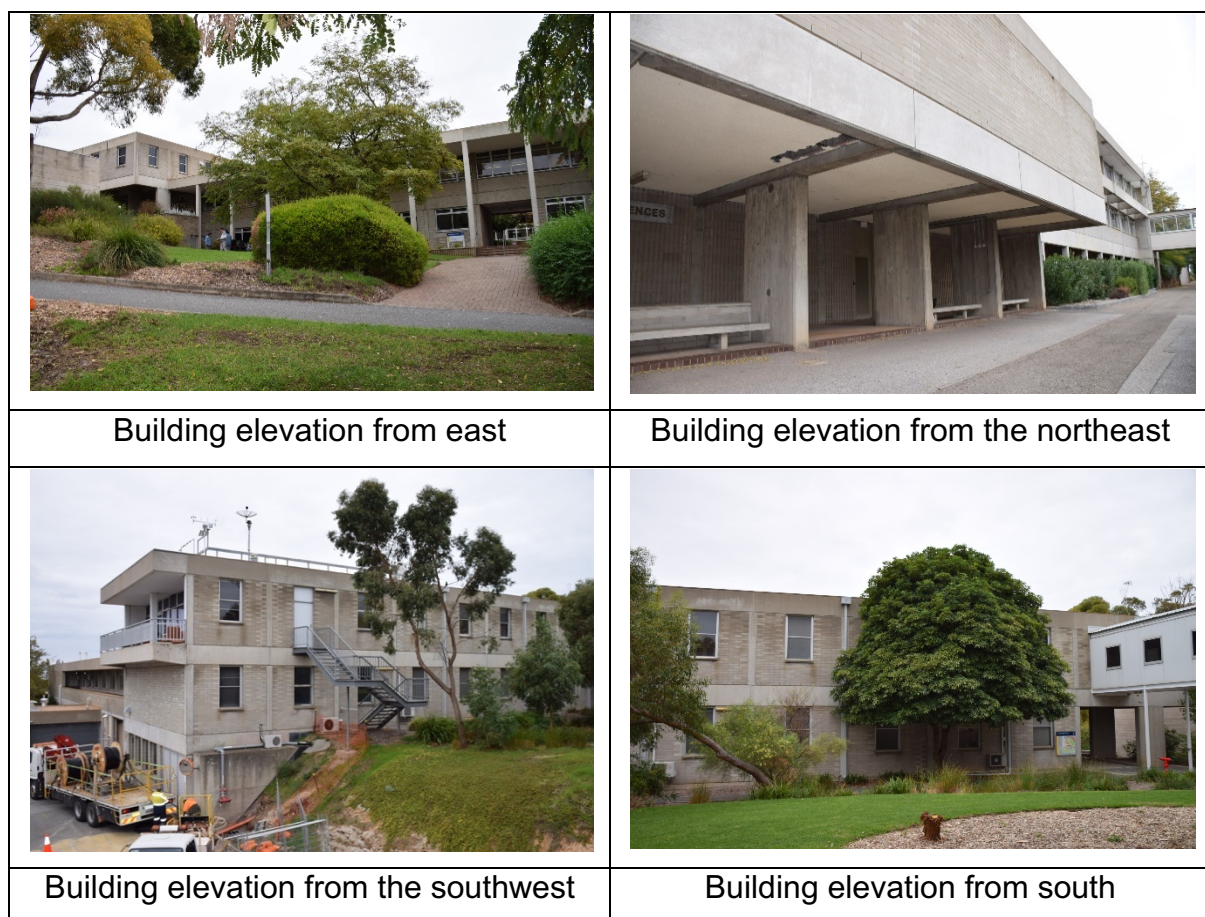 ENCES
Building elevation from east
Building elevation from the northeast
Building elevation from the southwest
Building elevation from south